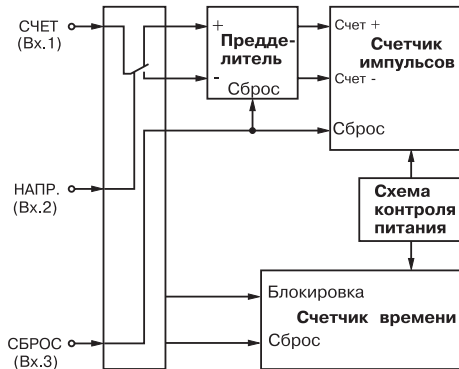 СЧЕТ
(Вх.1)
+
-
Предде-
литель
Сброс
Счет +
Счет -
Сброс
Счетчик
импульсов
НАПР.
(Вх.2)
Схема
контроля
питания
Блокировка
Счетчик времени
Сброс
СБРОС
(Вх.3)